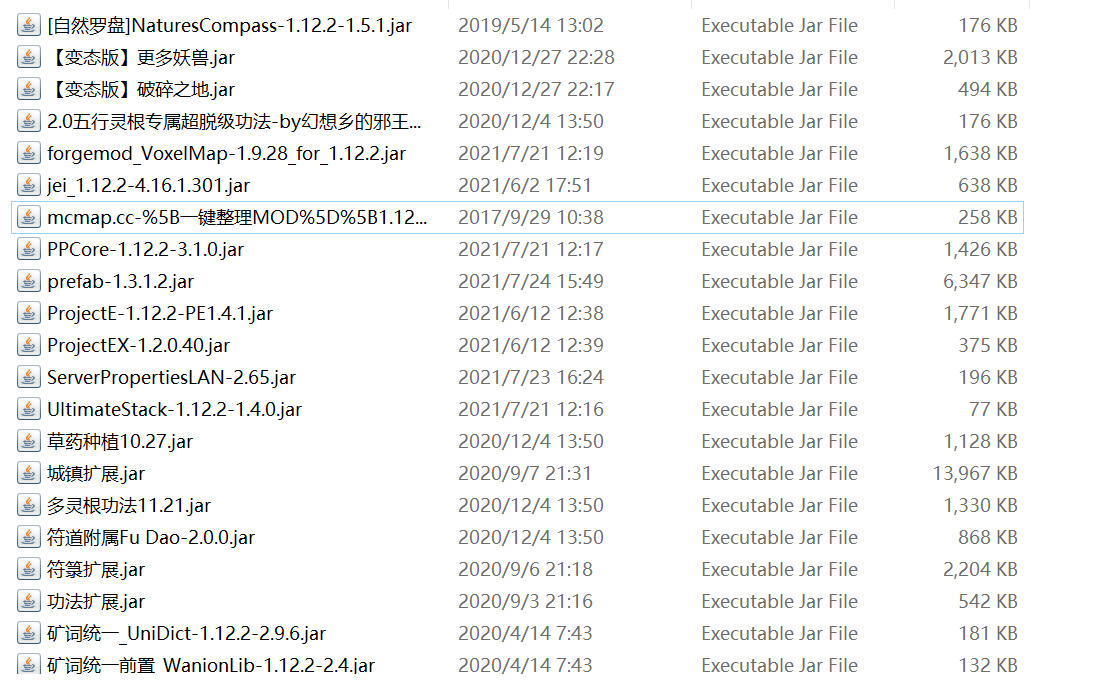 [自然罗盘]NaturesCompass-1.12.2-1.5.1.jar 2019/5/14 13:02 Executable Jar File 176 KB
【变态版】更多妖兽.jar 2020/12/27 22:28 Executable Jar File 2,013 KB
【变态版】破碎之地.jar 2020/12/27 22:17 Executable Jar File 494 KB
2.0五行灵根专属超脱级功法-by幻想乡的邪王... 2020/12/4 13:50 Executable Jar File 176 KB
forgemod_VoxelMap-1.9.28_for_1.12.2.jar 2021/7/21 12:19 Executable Jar File 1,638 KB
jei_1.12.2-4.16.1.301.jar 2021/6/2 17:51 Executable Jar File 638 KB
mcmap.cc-%5B一键整理MOD%5D%5B1.12... 2017/9/29 10:38 Executable Jar File 258 KB
PPCore-1.12.2-3.1.0.jar 2021/7/21 12:17 Executable Jar File 1,426 KB
prefab-1.3.1.2.jar 2021/7/24 15:49 Executable Jar File 6,347 KB
ProjectE-1.12.2-PE1.4.1.jar 2021/6/12 12:38 Executable Jar File 1,771 KB
ProjectEX-1.2.0.40.jar 2021/6/12 12:39 Executable Jar File 375 KB
ServerPropertiesLAN-2.65.jar 2021/7/23 16:24 Executable Jar File 196 KB
UltimateStack-1.12.2-1.4.0.jar 2021/7/21 12:16 Executable Jar File 77 KB
草药种植10.27.jar 2020/12/4 13:50 Executable Jar File 1,128 KB
城镇扩展.jar 2020/9/7 21:31 Executable Jar File 13,967 KB
多灵根功法11.21.jar 2020/12/4 13:50 Executable Jar File 1,330 KB
符道附属Fu Dao-2.0.0.jar 2020/12/4 13:50 Executable Jar File 868 KB
符箓扩展.jar 2020/9/6 21:18 Executable Jar File 2,204 KB
功法扩展.jar 2020/9/3 21:16 Executable Jar File 542 KB
矿词统一_UniDict-1.12.2-2.9.6.jar 2020/4/14 7:43 Executable Jar File 181 KB
矿词统一前置_WanionLib-1.12.2-2.4.jar 2020/4/14 7:43 Executable Jar File 132 KB